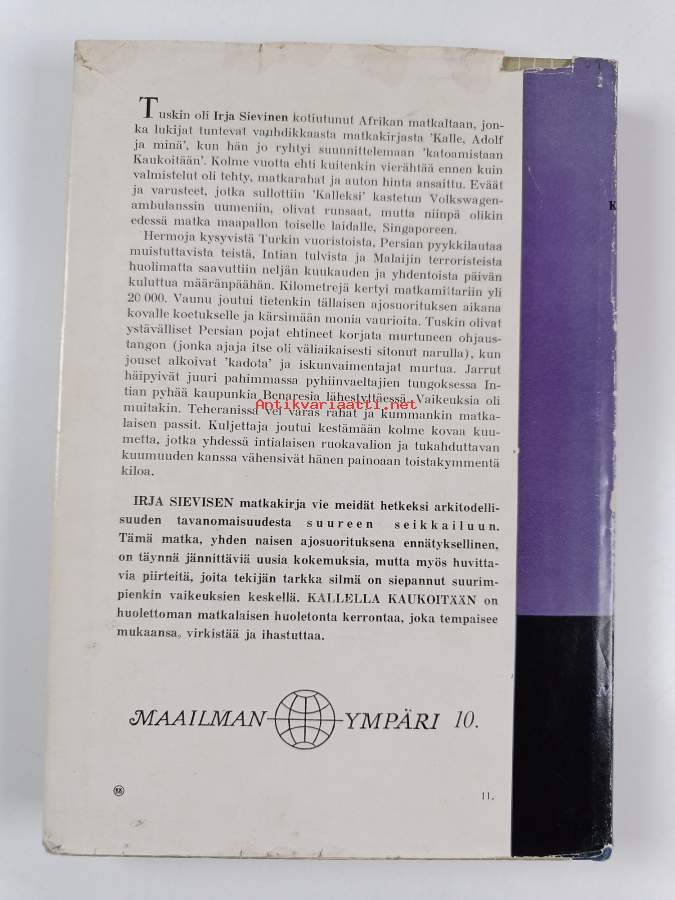 Tuskin oli Irja Sievinen kotiutunut Afrikan matkaltaan, jon-
ka lukijat tuntevat vauhdikkaasta matkakirjasta 'Kalle, Adolf
ja minä', kun hän jo ryhtyi suunnittelemaan 'katoamistaan
Kaukoitään'. Kolme vuotta ehti kuitenkin vierähtää ennen kuin
valmistelut oli tehty, matkarahat ja auton hinta ansaittu. Eväät
ja varusteet, jotka sullottiin 'Kalleksi' kastetun Volkswagen-
ambulanssin uumeniin, olivat runsaat, mutta niinpä olikin
edessä matka maapallon toiselle laidalle, Singaporeen.
Hermoja kysyvistä Turkin vuoristoista, Persian pyykkilautaa
muistuttavista teistä, Intian tulvista ja Malaijin terroristeista
huolimatta saavuttiin neljän kuukauden ja yhdentoista päivän
kuluttua määränpäähän. Kilometrejä kertyi matkamittariin yli
20 000. Vaunu joutui tietenkin tällaisen ajosuorituksen aikana
kovalle koetukselle ja kärsimään monia vaurioita. Tuskin olivat
ystävälliset Persian pojat ehtineet korjata murtuneen ohjaus-
tangon (jonka ajaja itse oli väliaikaisesti sitonut narulla), kun
jouset alkoivat 'kadota' ja iskunvaimentajat murtua. Jarrut
häipyivät juuri pahimmassa pyhiinvaeltajien tungoksessa In-
tian pyhää kaupunkia Benaresia lähestyttäessä. Vaikeuksia oli
muitakin. Teheranissa vei varas rahat ja kummankin matka-
laisen passit. Kuljettaja joutui kestämään kolme kovaa kuu-
metta, jotka yhdessä intialaisen ruokavalion ja tukahduttavan
kuumuuden kanssa vähensivät hänen painoaan toistakymmentä
kiloa.
IRJA SIEVISEN matkakirja vie meidät hetkeksi arkitodelli-
suuden tavanomaisuudesta suureen seikkailuun.
Tämä matka, yhden naisen ajosuorituksena ennätyksellinen,
on täynnä jännittäviä uusia kokemuksia, mutta myös huvitta-
via piirteitä, joita tekijän tarkka silmä on siepannut suurim-
pienkin vaikeuksien keskellä. KALLELLA KAUKOITÄÄN on
huolettoman matkalaisen huoletonta kerrontaa, joka tempaisee
mukaansa, virkistää ja ihastuttaa.
MAAILMAN YMPÄRI 10.
11.
K
Antikvariaatti.net